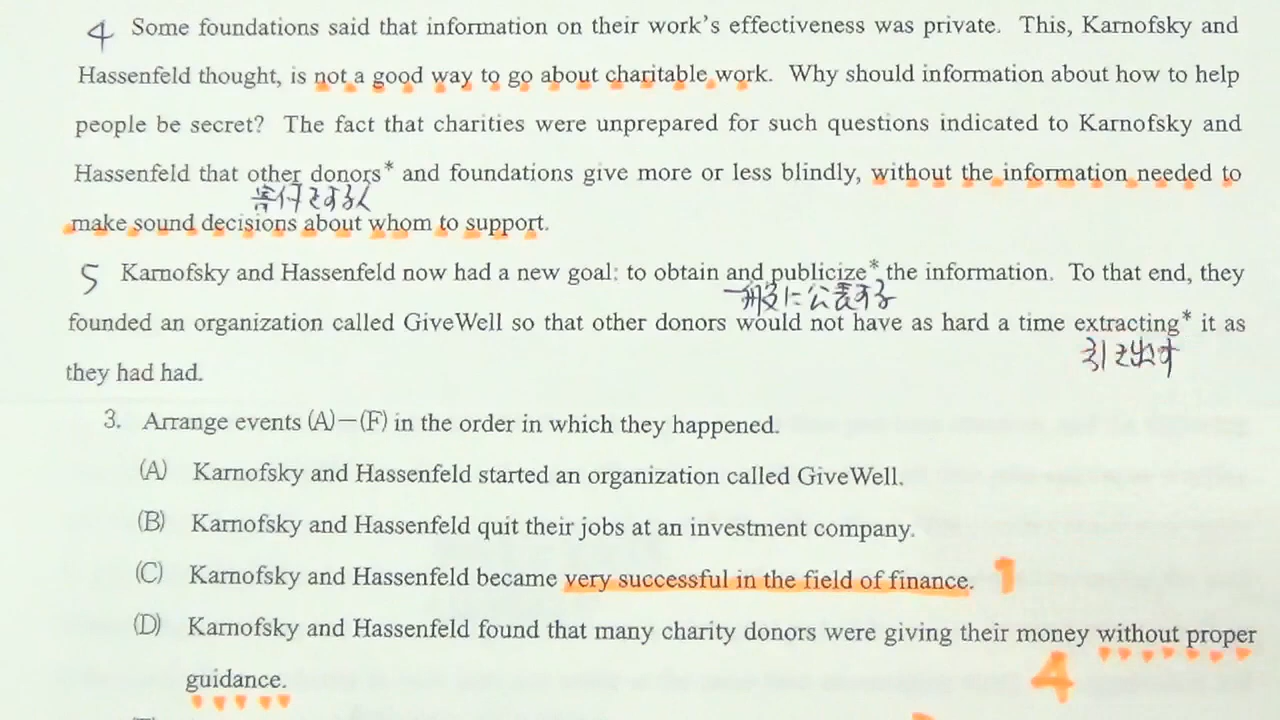 4 Some foundations said that information on their work's effectiveness was private. This, Karnofsky and
Hassenfeld thought, is not a good way to go about charitable work. Why should information about how to help
people be secret? The fact that charities were unprepared for such questions indicated to Karnofsky and
Hassenfeld that other donors* and foundations give more or less blindly, without the information needed to
寄付をする人
make sound decisions about whom to support.
5 Karnofsky and Hassenfeld now had a new goal: to obtain and publicize* the information. To that end, they
一般に公表する
founded an organization called GiveWell so that other donors would not have as hard a time extracting* it as
引き出す
they had had.
3. Arrange events (A)−(F) in the order in which they happened.
(A) Karnofsky and Hassenfeld started an organization called GiveWell.
(B) Karnofsky and Hassenfeld quit their jobs at an investment company.
(C) Karnofsky and Hassenfeld became very successful in the field of finance. 1
(D) Karnofsky and Hassenfeld found that many charity donors were giving their money without proper
guidance. 4